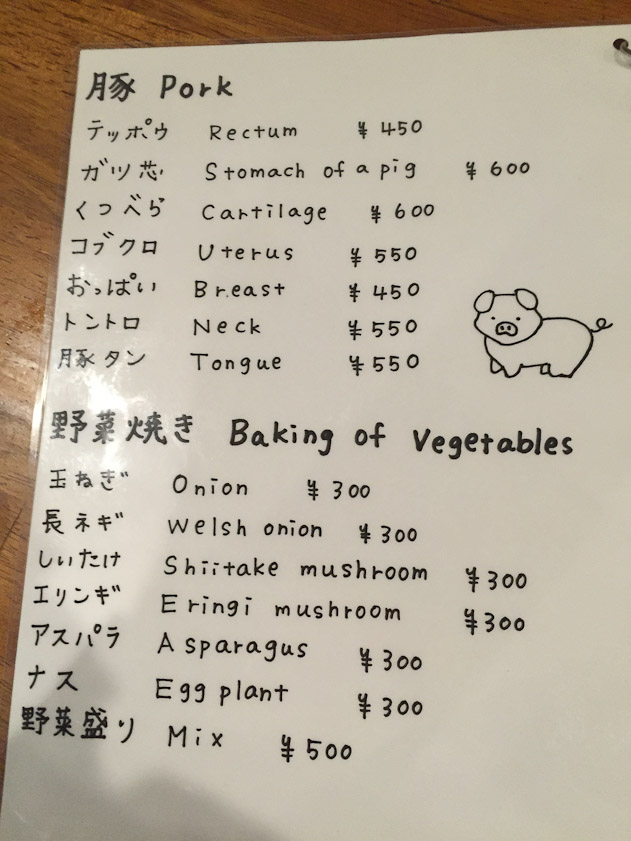 豚 Pork
テッポウ Rectum ¥450
ガツ芯 Stomach of a pig ¥600
くつべら Cartilage ¥600
コブクロ Uterus ¥550
おっぱい Breast ¥450
トントロ Neck ¥550
豚タン Tongue ¥550
野菜焼き Baking of Vegetables
玉ねぎ Onion ¥300
長ネギ Welsh onion ¥300
しいたけ Shiitake mushroom ¥300
エリンギ Eringi mushroom ¥300
アスパラ Asparagus ¥300
ナス Egg plant ¥300
野菜盛り Mix ¥500